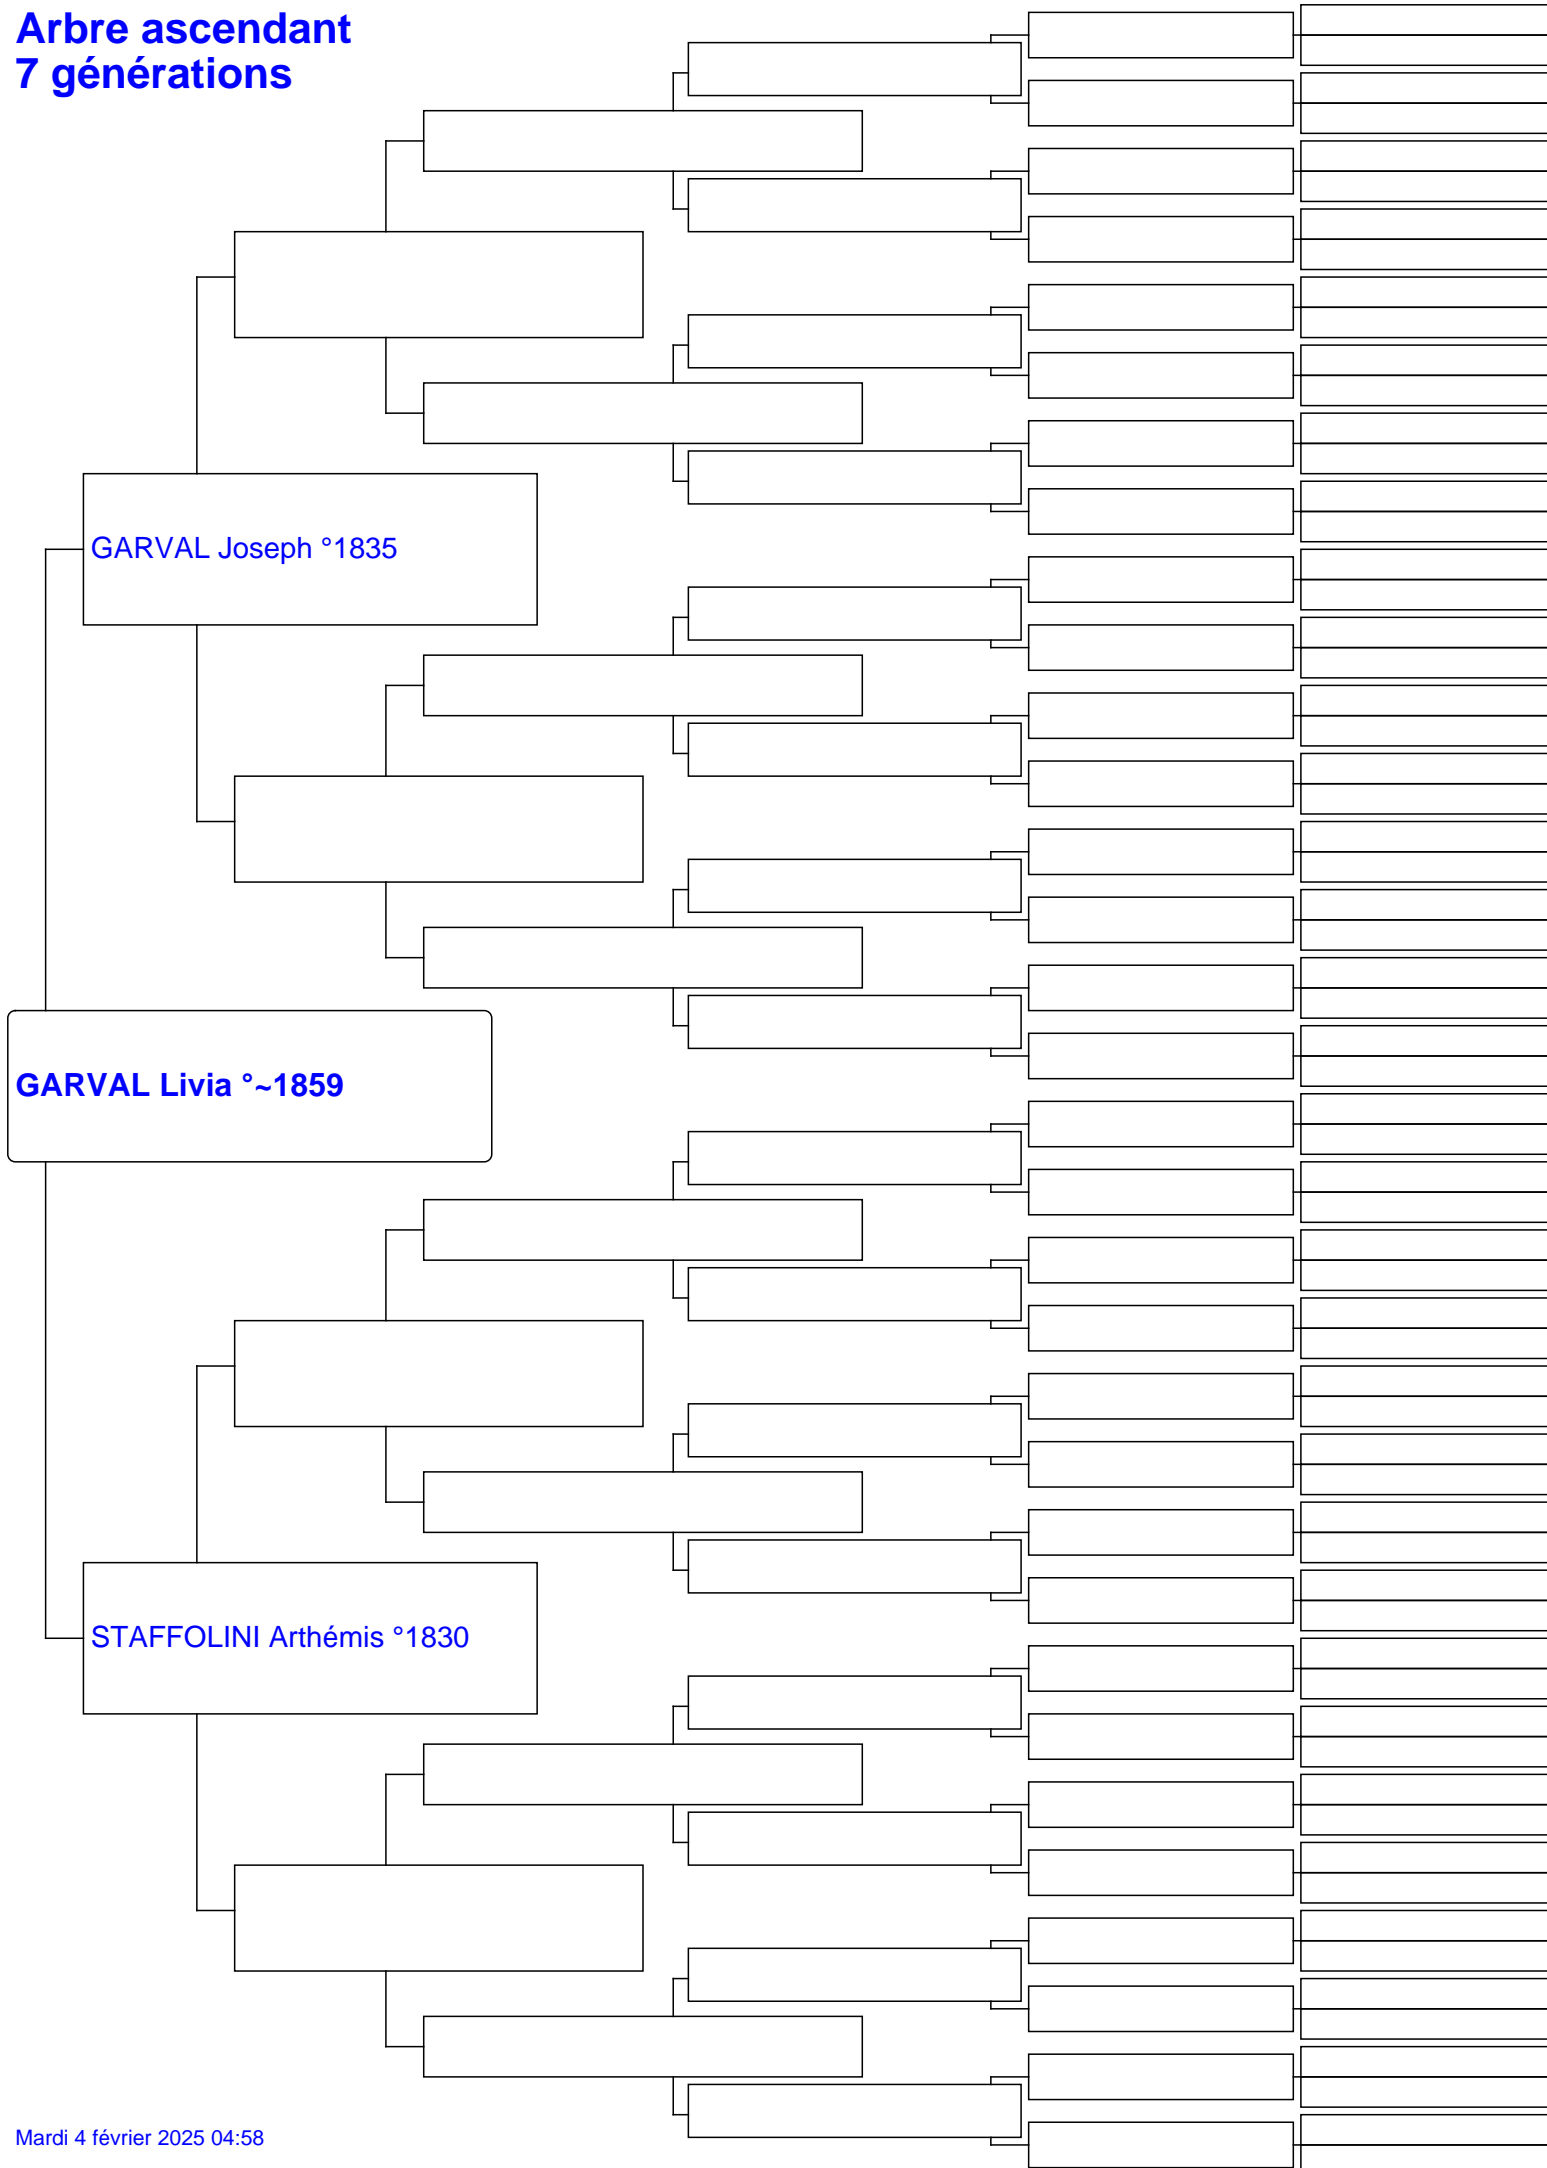 Arbre ascendant
7 générations
GARVAL Joseph °1835
GARVAL Livia °~1859
STAFFOLINI Arthémis °1830
Mardi 4 février 2025 04:58